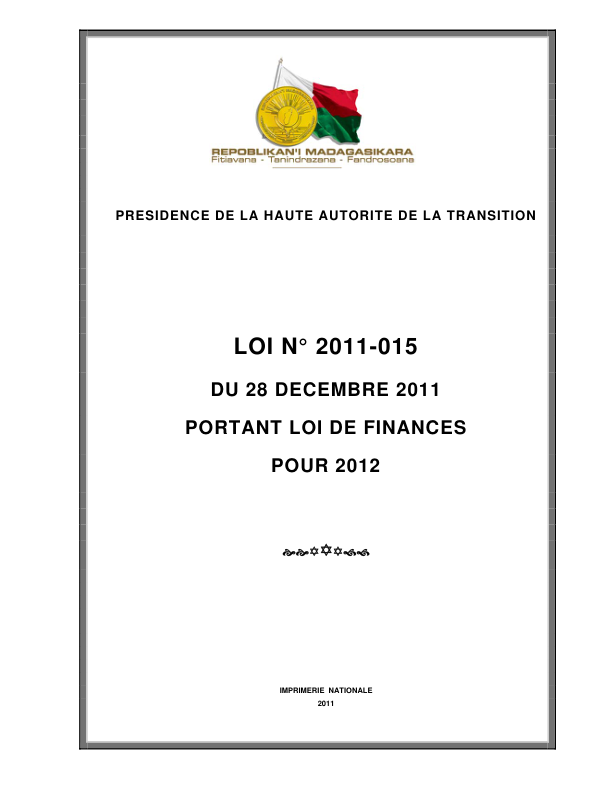 REPOBLIKAN'I MADAGASIKARA
Fitiavana - Tanindrazana - Fandrosoana
PRESIDENCE DE LA HAUTE AUTORITE DE LA TRANSITION
LOI N° 2011-015
DU 28 DECEMBRE 2011
PORTANT LOI DE FINANCES
POUR 2012
IMPRIMERIE NATIONALE
2011